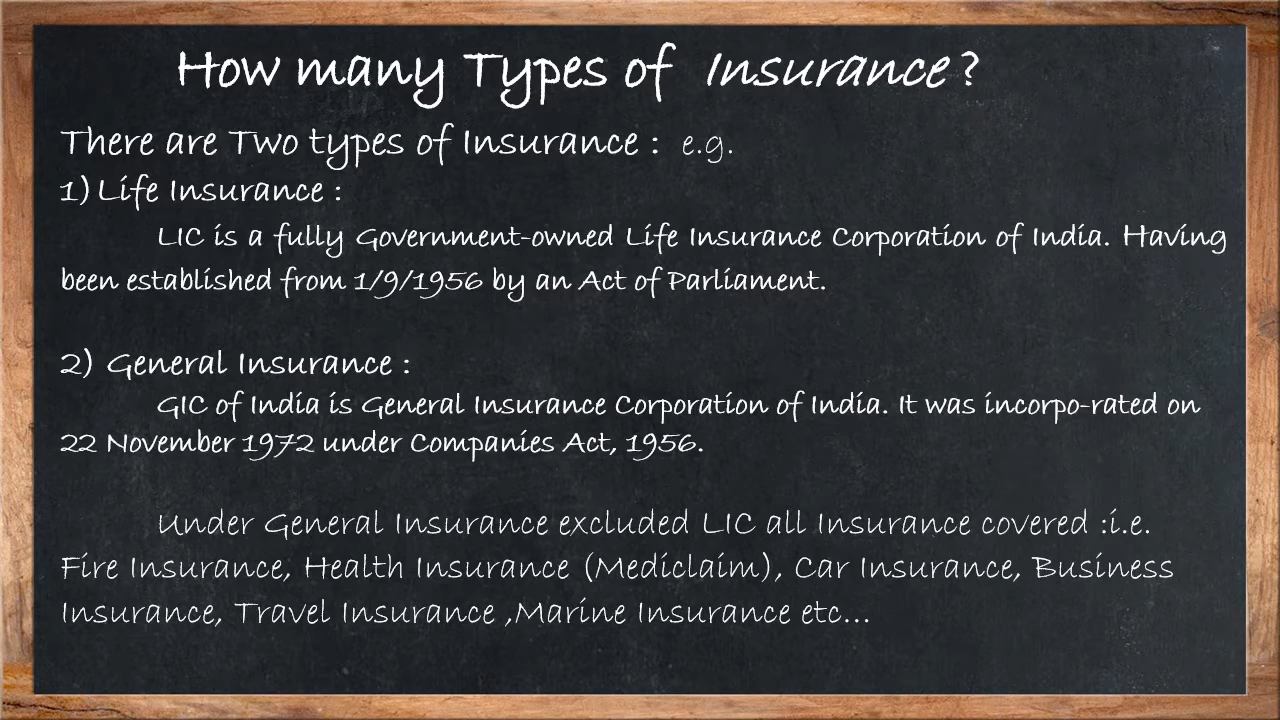 How many Types of Insurance ?
There are Two types of Insurance : e.g.
1) Life Insurance :
LIC is a fully Government-owned Life Insurance Corporation of India. Having
been established from 1/9/1956 by an Act of Parliament.
2) General Insurance :
GIC of India is General Insurance Corporation of India. It was incorpo-rated on
22 November 1972 under Companies Act, 1956.
Under General Insurance excluded LIC all Insurance covered :i.e.
Fire Insurance, Health Insurance (Mediclaim), Car Insurance, Business
Insurance, Travel Insurance ,Marine Insurance etc...